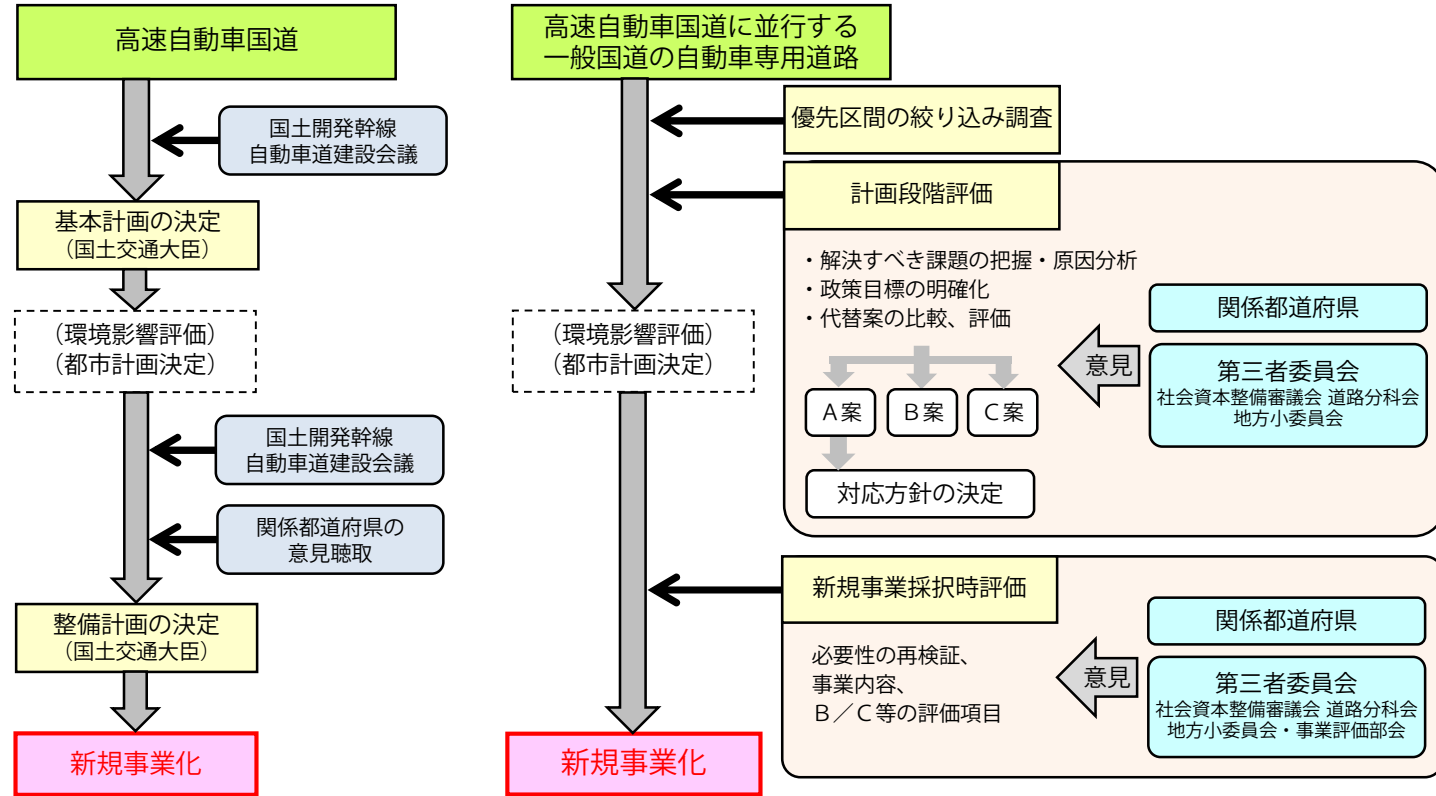 高速自動車国道
国土開発幹線
自動車道建設会議
基本計画の決定
（国土交通大臣）
（環境影響評価）
（都市計画決定）
国土開発幹線
自動車道建設会議
関係都道府県の
意見聴取
整備計画の決定
（国土交通大臣）
新規事業化
高速自動車国道に並行する
一般国道の自動車専用道路
優先区間の絞り込み調査
計画段階評価
・解決すべき課題の把握・原因分析
・政策目標の明確化
・代替案の比較、評価
Ａ案
Ｂ案
Ｃ案
対応方針の決定
意見
関係都道府県
第三者委員会
社会資本整備審議会 道路分科会
地方小委員会
（環境影響評価）
（都市計画決定）
新規事業採択時評価
必要性の再検証、
事業内容、
Ｂ／Ｃ等の評価項目
意見
関係都道府県
第三者委員会
社会資本整備審議会 道路分科会
地方小委員会・事業評価部会
新規事業化